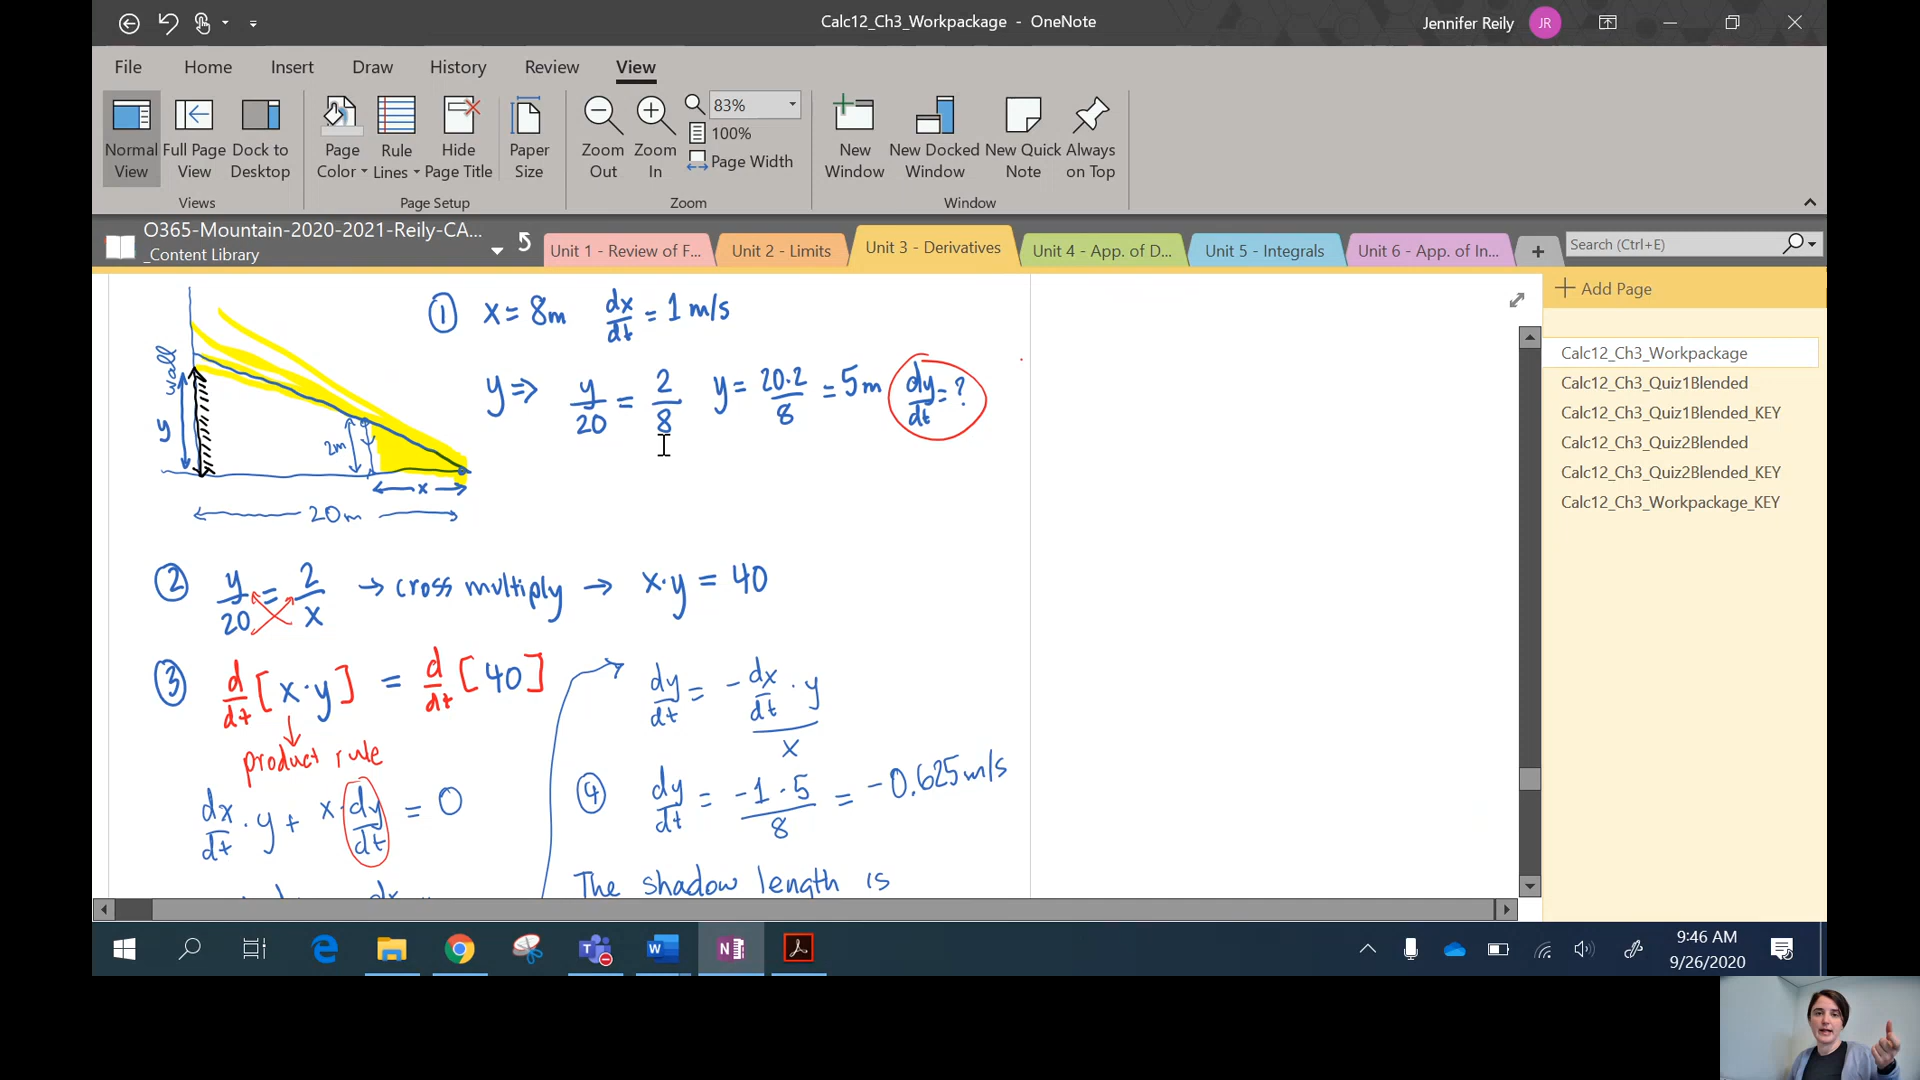 Calc12_Ch3_Workpackage - OneNote
Jennifer Reily JR
File Home Insert Draw History Review View
Normal View
Full Page View
Dock to Desktop
Views
Page Color
Rule Lines
Hide Page Title
Paper Size
Page Setup
Zoom Out
Zoom In
83%
100%
Page Width
Zoom
New Window
New Docked Window
New Quick Note
Always on Top
Window
O365-Mountain-2020-2021-Reily-CA...
_Content Library
Unit 1 - Review of F...
Unit 2 - Limits
Unit 3 - Derivatives
Unit 4 - App. of D...
Unit 5 - Integrals
Unit 6 - App. of In...
+
Search (Ctrl+E)
Add Page
Calc12_Ch3_Workpackage
Calc12_Ch3_Quiz1Blended
Calc12_Ch3_Quiz1Blended_KEY
Calc12_Ch3_Quiz2Blended
Calc12_Ch3_Quiz2Blended_KEY
Calc12_Ch3_Workpackage_KEY
wall
y
2m
x
20m
① x = 8m dx/dt = 1 m/s
y ⇒ y/20 = 2/8 y = 20·2/8 = 5m dy/dt = ?
② y/20 = 2/x → cross multiply → x·y = 40
③ d/dt [x·y] = d/dt [40]
product rule
dx/dt · y + x · dy/dt = 0
dy/dt = -dx/dt · y / x
④ dy/dt = -1·5/8 = -0.625 m/s
The shadow length is
9:46 AM
9/26/2020